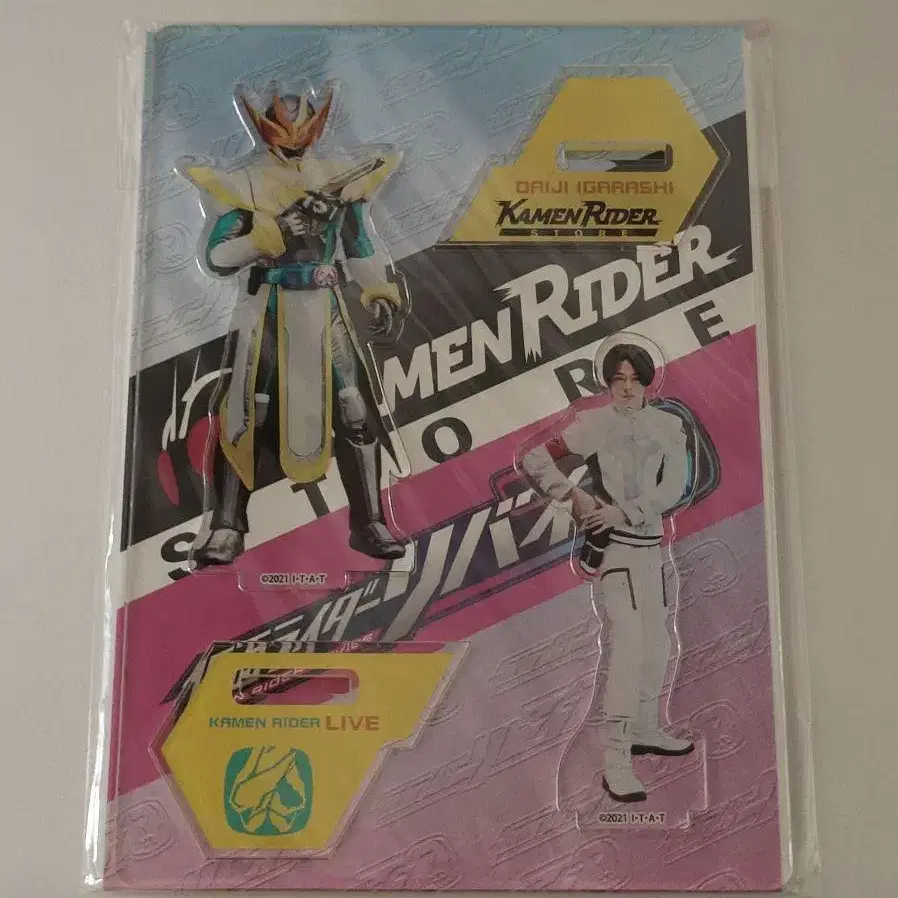 DAIJI IGARASHI
KAMEN RIDER
STORE
MEN RIDER
STORE
©2021 I・T・A・T
ライダー
リバイ
KAMEN RIDER LIVE
©2021 I・T・A・T